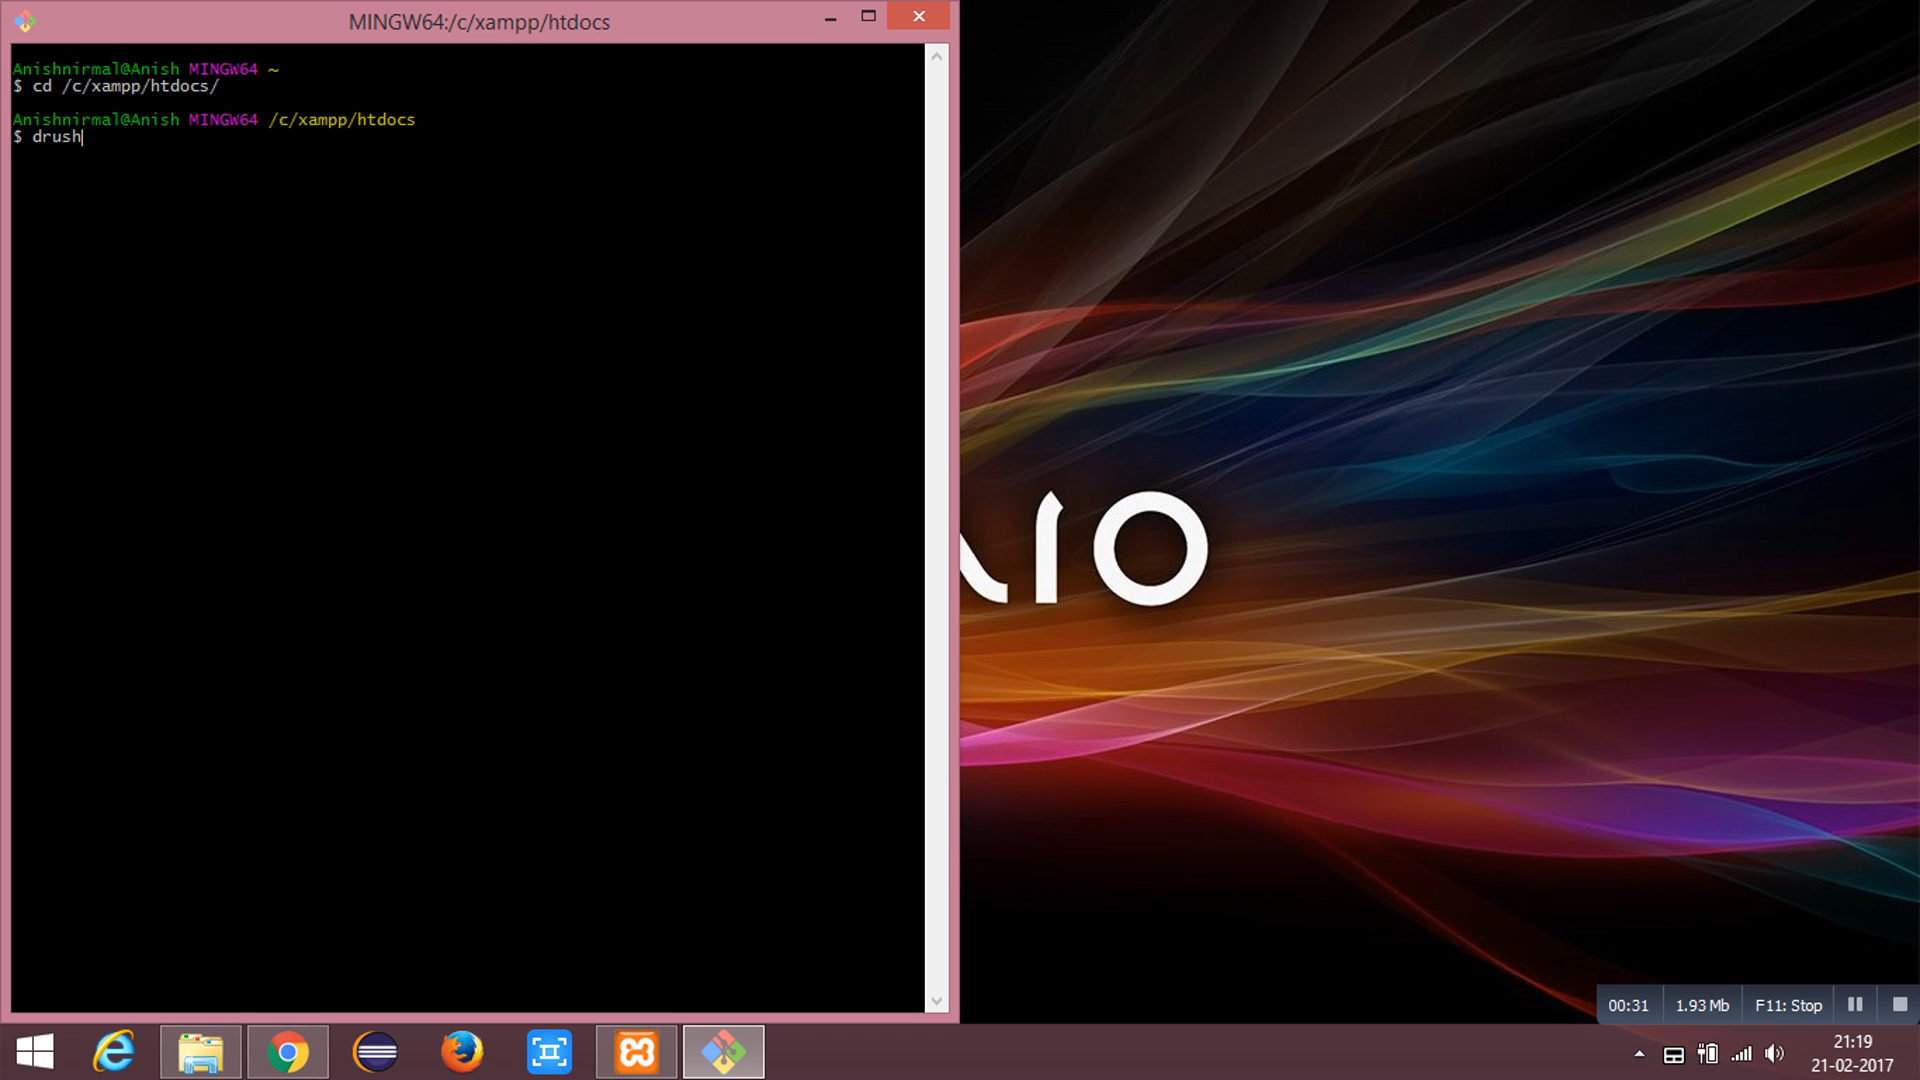 MINGW64:/c/xampp/htdocs
Anishnirmal@Anish MINGW64 ~
$ cd /c/xampp/htdocs/
Anishnirmal@Anish MINGW64 /c/xampp/htdocs
$ drush
00:31 1.93 Mb F11: Stop
21:19
21-02-2017